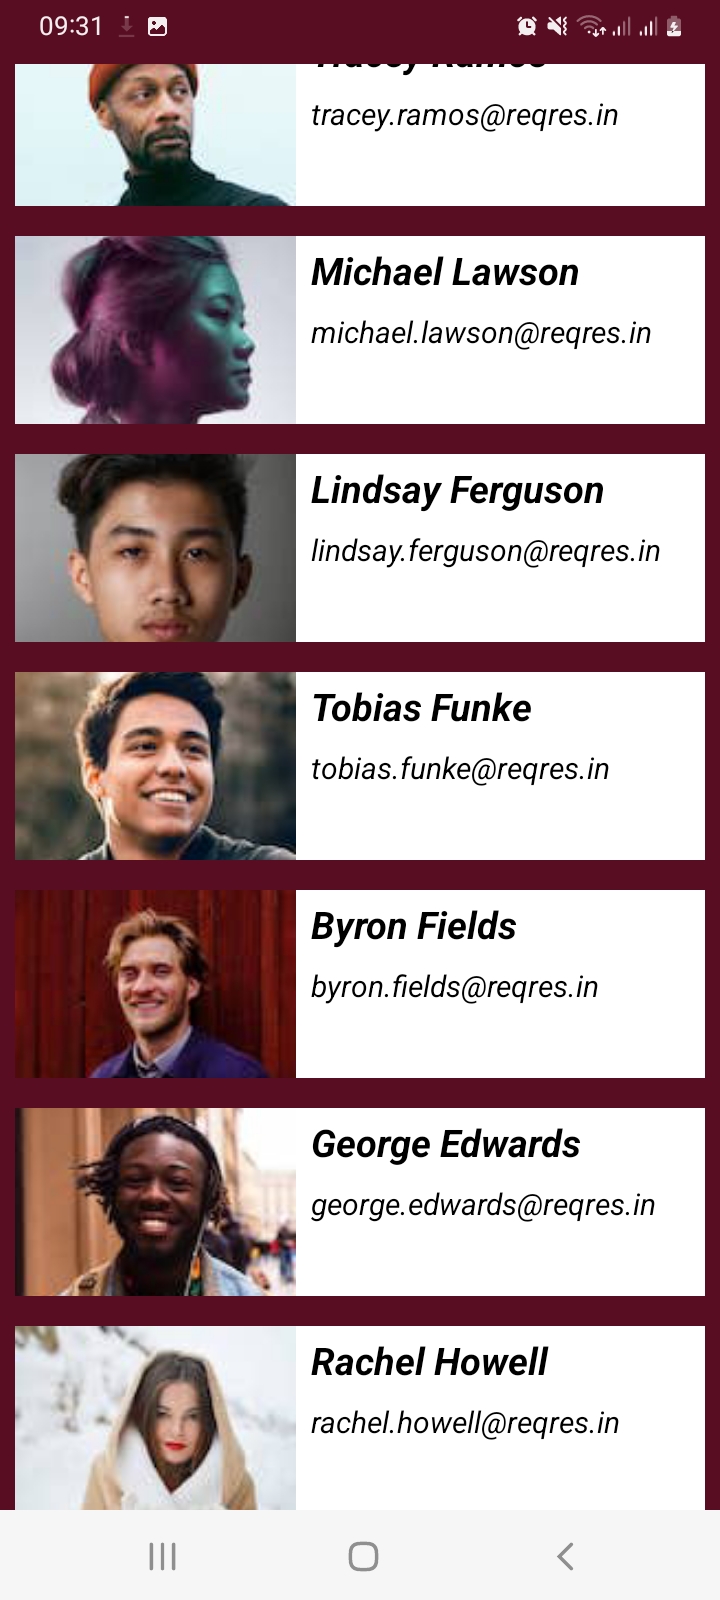 09:31
Tracey Ramos
tracey.ramos@reqres.in
Michael Lawson
michael.lawson@reqres.in
Lindsay Ferguson
lindsay.ferguson@reqres.in
Tobias Funke
tobias.funke@reqres.in
Byron Fields
byron.fields@reqres.in
George Edwards
george.edwards@reqres.in
Rachel Howell
rachel.howell@reqres.in